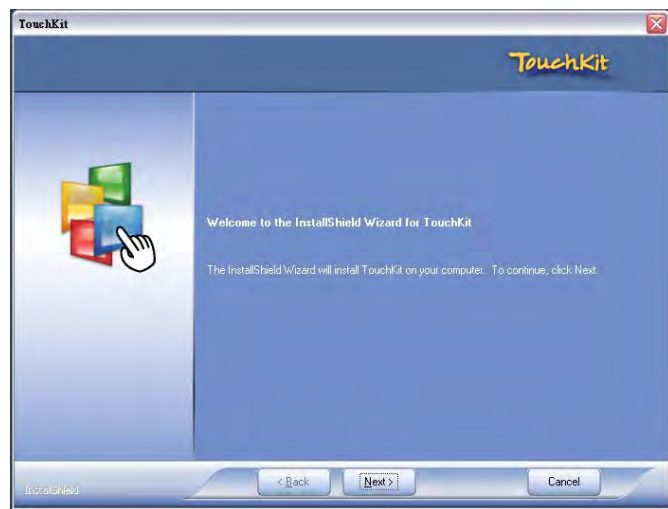 TouchKit
TouchKit
Welcome to the InstallShield Wizard for TouchKit
The InstallShield Wizard will install TouchKit on your computer. To continue, click Next.
InstallShield
< Back
Next >
Cancel